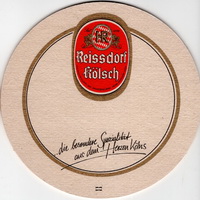 Reissdorf
Kölsch
die besondere Spezialität
aus dem Herzen Kölns